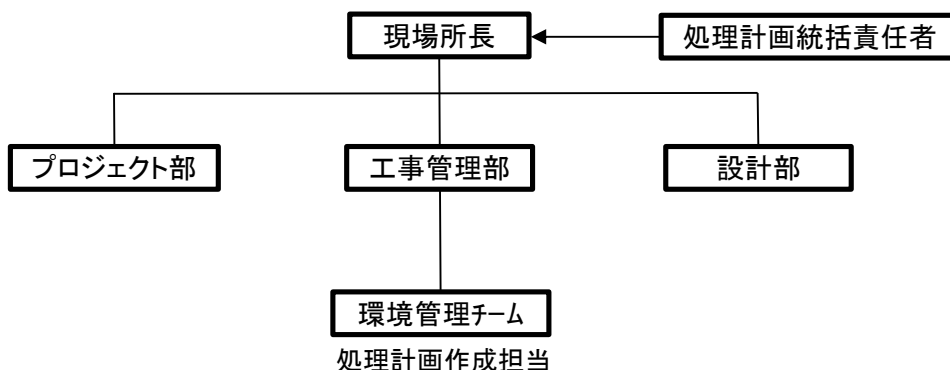 現場所長
処理計画統括責任者
プロジェクト部
工事管理部
設計部
環境管理チーム
処理計画作成担当